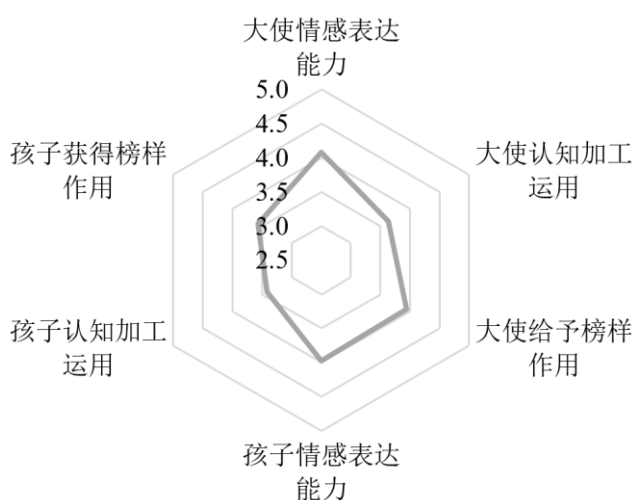 大使情感表达
能力
5.0
4.5
4.0
3.5
3.0
2.5
大使认知加工
运用
大使给予榜样
作用
孩子情感表达
能力
孩子认知加工
运用
孩子获得榜样
作用